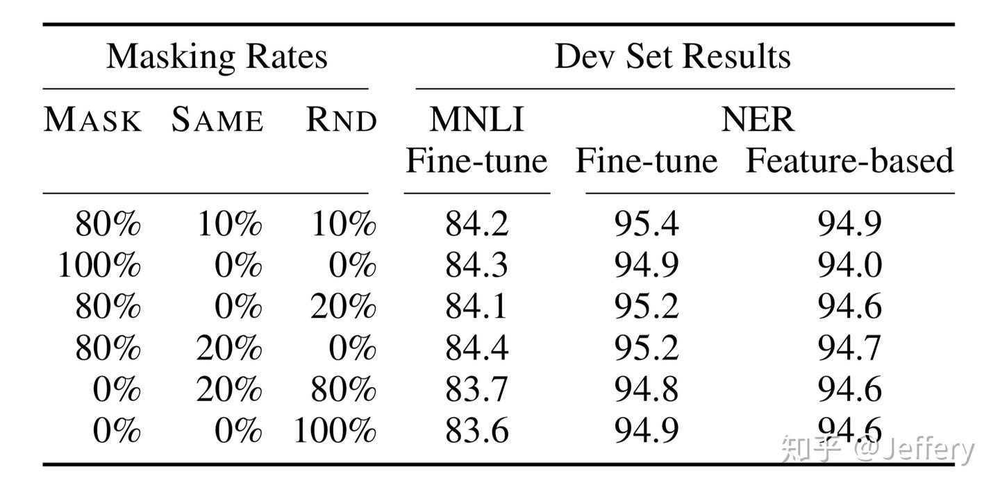 Masking Rates Dev Set Results
MASK SAME RND MNLI NER
Fine-tune Fine-tune Feature-based
80% 10% 10% 84.2 95.4 94.9
100% 0% 0% 84.3 94.9 94.0
80% 0% 20% 84.1 95.2 94.6
80% 20% 0% 84.4 95.2 94.7
0% 20% 80% 83.7 94.8 94.6
0% 0% 100% 83.6 94.9 94.6
知乎 @Jeffery